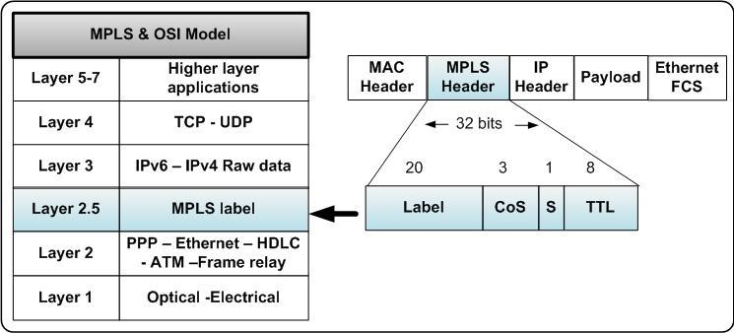 MPLS & OSI Model
Layer 5-7
Higher layer
applications
Layer 4
TCP - UDP
Layer 3
IPv6 – IPv4 Raw data
Layer 2.5
MPLS label
Layer 2
PPP – Ethernet – HDLC
- ATM –Frame relay
Layer 1
Optical -Electrical
MAC
Header
MPLS
Header
IP
Header
Payload
Ethernet
FCS
32 bits
20
3
1
8
Label
CoS
S
TTL